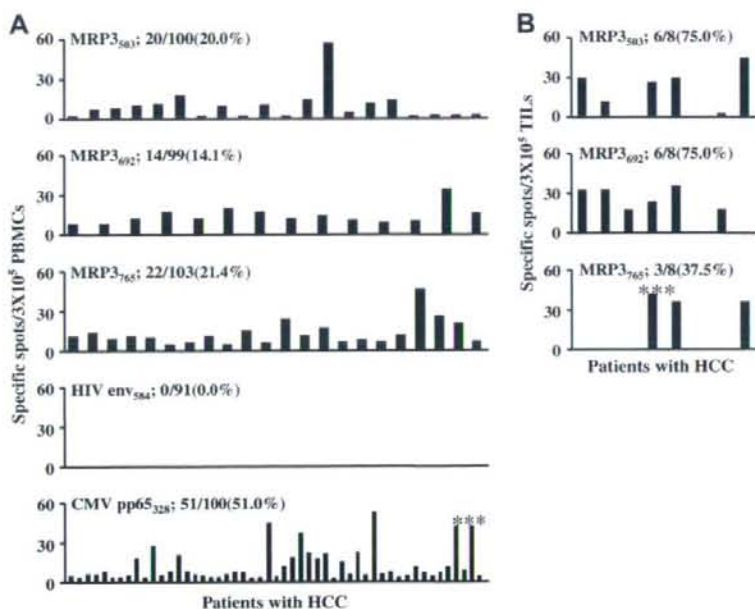 A
MRP3503; 20/100(20.0%)
60
30
0
MRP3692; 14/99(14.1%)
60
30
0
MRP3765; 22/103(21.4%)
60
30
0
HIV env584; 0/91(0.0%)
60
30
0
CMV pp65328; 51/100(51.0%)
60
30
0
***
Specific spots/3X105 PBMCs
Patients with HCC
B
MRP3503; 6/8(75.0%)
60
30
0
MRP3692; 6/8(75.0%)
60
30
0
MRP3765 3/8(37.5%)
60
30
0
***
Specific spots/3X105 TILs
Patients with HCC